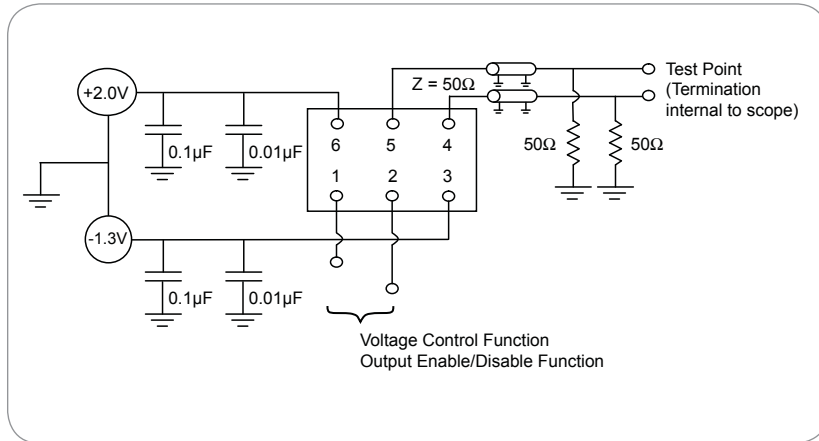 +2.0V
0.1µF
0.01µF
Z = 50Ω
6
5
4
1
2
3
50Ω
50Ω
Test Point
(Termination
internal to scope)
-1.3V
0.1µF
0.01µF
Voltage Control Function
Output Enable/Disable Function